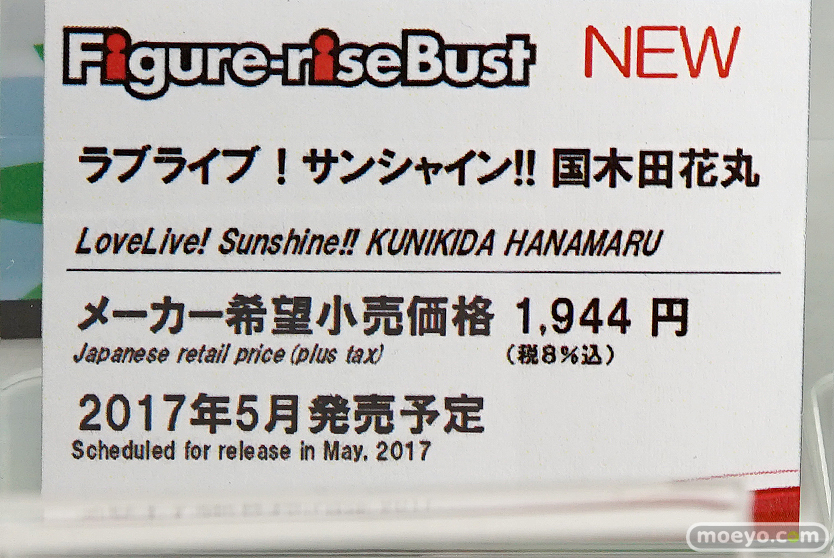 Figure-riseBust NEW
ラブライブ！サンシャイン!! 国木田花丸
LoveLive! Sunshine!! KUNIKIDA HANAMARU
メーカー希望小売価格 1,944 円
Japanese retail price (plus tax) （税8%込）
2017年5月発売予定
Scheduled for release in May, 2017
moeyo.com